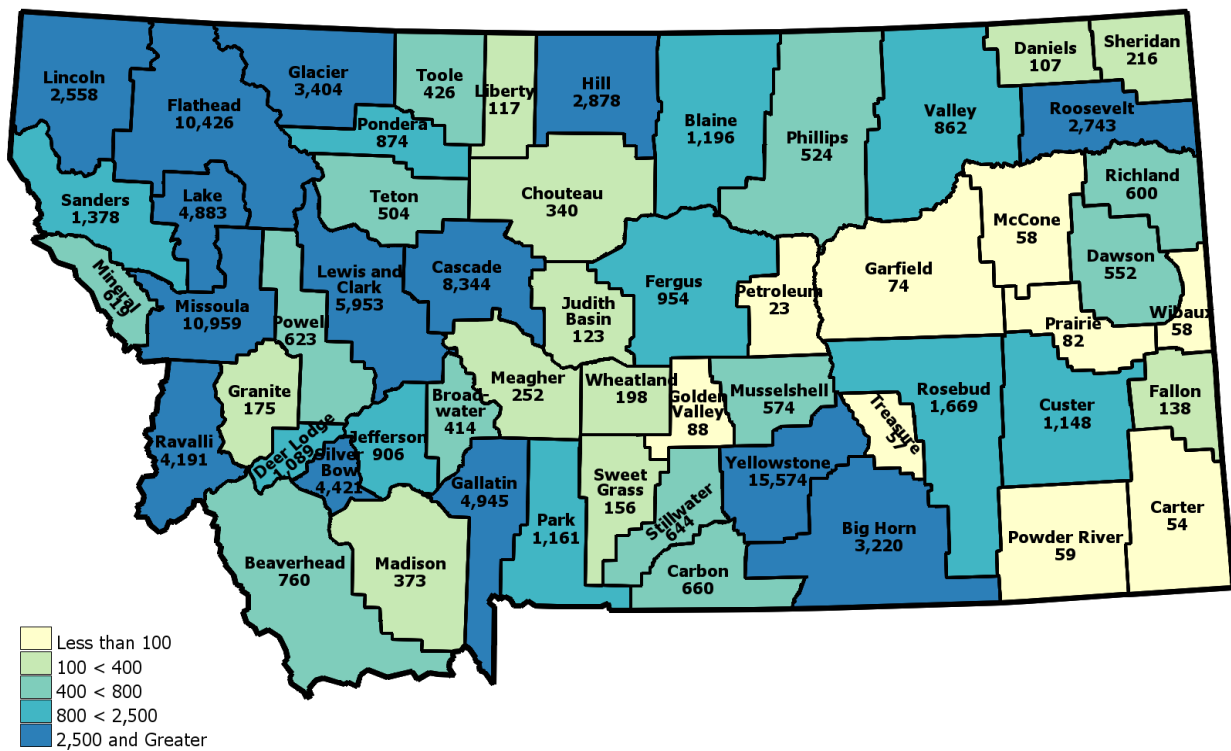 Lincoln
2,558
Flathead
10,426
Glacier
3,404
Toole
426
Liberty
117
Hill
2,878
Blaine
1,196
Phillips
524
Valley
862
Daniels
107
Sheridan
216
Roosevelt
2,743
Pondera
874
Teton
504
Chouteau
340
Richland
600
Sanders
1,378
Lake
4,883
McCone
58
Dawson
552
Mineral
619
Missoula
10,959
Powell
623
Lewis and
Clark
5,953
Cascade
8,344
Judith
Basin
123
Fergus
954
Petroleum
23
Garfield
74
Prairie
82
Wibaux
58
Ravalli
4,191
Granite
175
Deer Lodge
1,089
Silver
Bow
4,421
Jefferson
906
Broad-
water
414
Meagher
252
Wheatland
198
Golden
Valley
88
Musselshell
574
Treasure
57
Rosebud
1,669
Custer
1,148
Fallon
138
Beaverhead
760
Madison
373
Gallatin
4,945
Park
1,161
Sweet
Grass
156
Stillwater
644
Carbon
660
Yellowstone
15,574
Big Horn
3,220
Powder River
59
Carter
54
Less than 100
100 < 400
400 < 800
800 < 2,500
2,500 and Greater